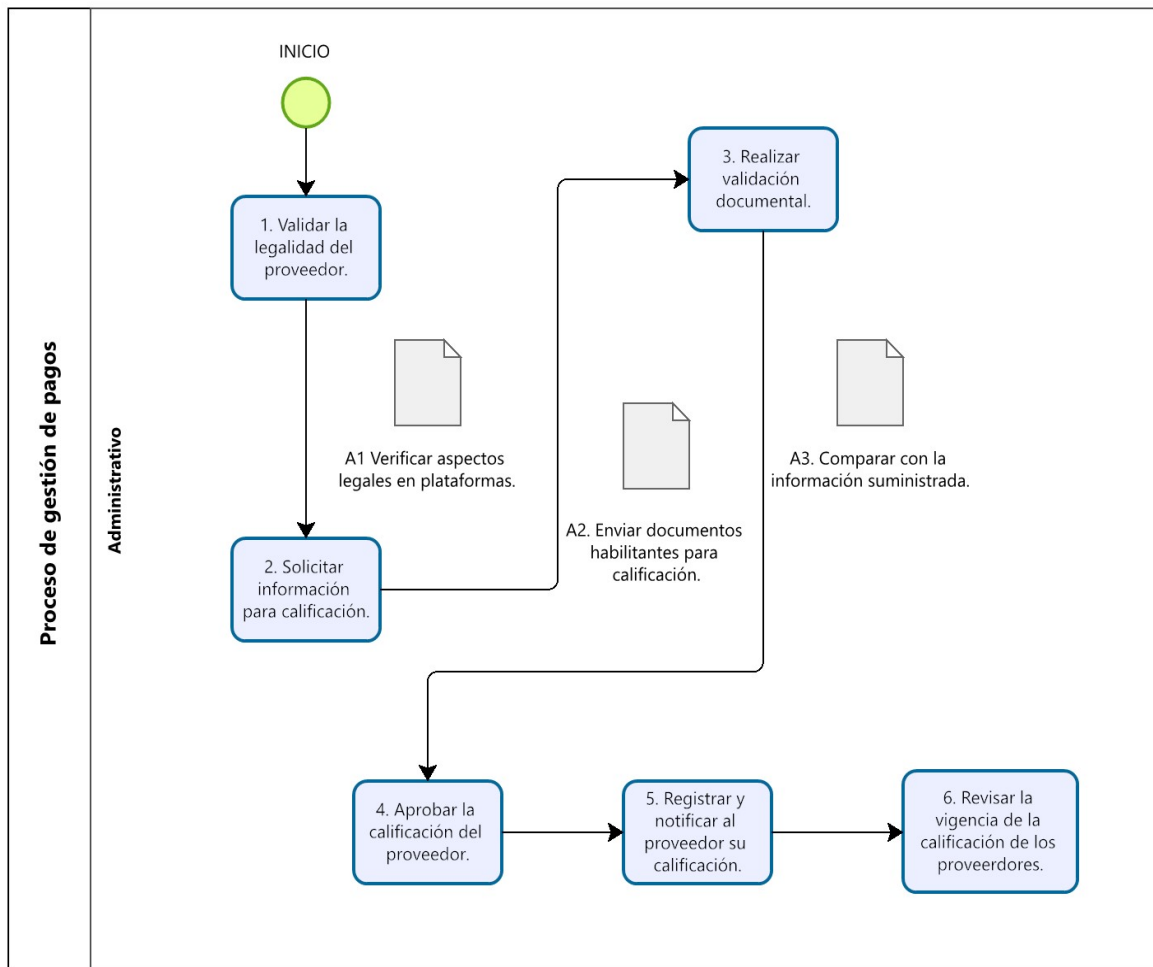 Proceso de gestión de pagos
Administrativo
INICIO
1. Validar la
legalidad del
proveedor.
A1 Verificar aspectos
legales en plataformas.
2. Solicitar
información
para calificación.
A2. Enviar documentos
habilitantes para
calificación.
3. Realizar
validación
documental.
A3. Comparar con la
información suministrada.
4. Aprobar la
calificación del
proveedor.
5. Registrar y
notificar al
proveedor su
calificación.
6. Revisar la
vigencia de la
calificación de los
proveerdores.